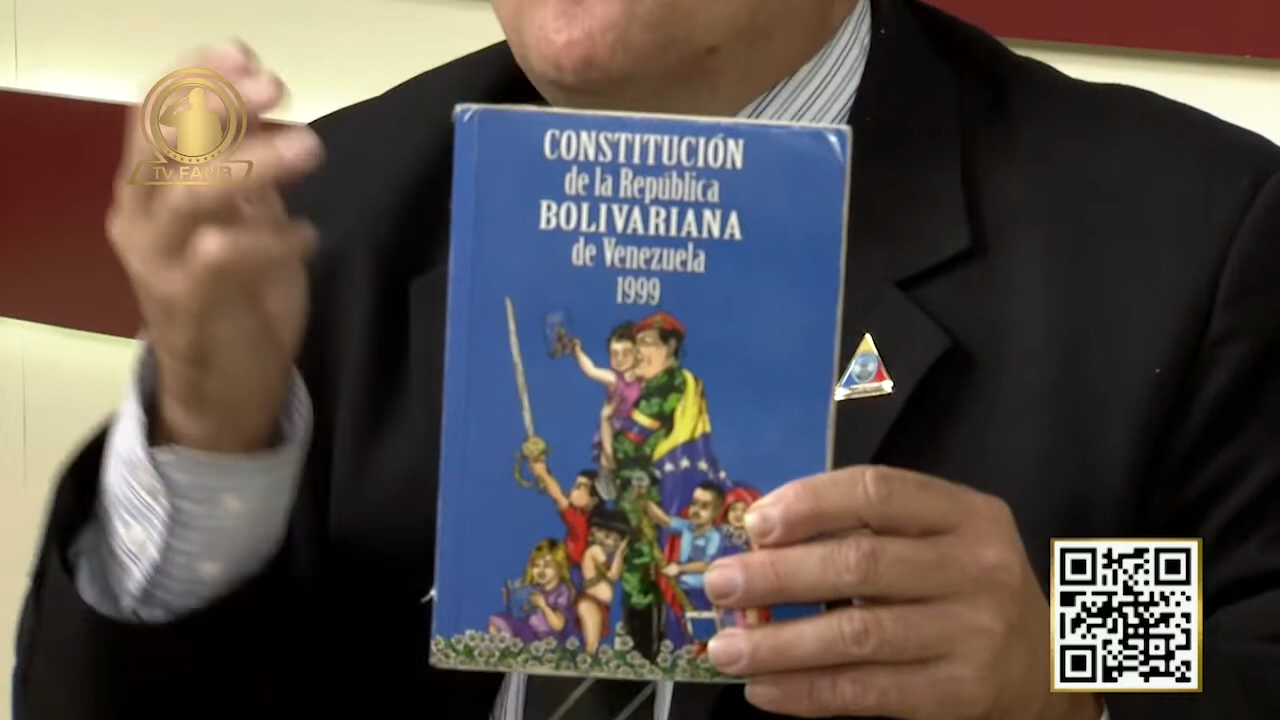 TV FANB
CONSTITUCIÓN
de la República
BOLIVARIANA
de Venezuela
1999